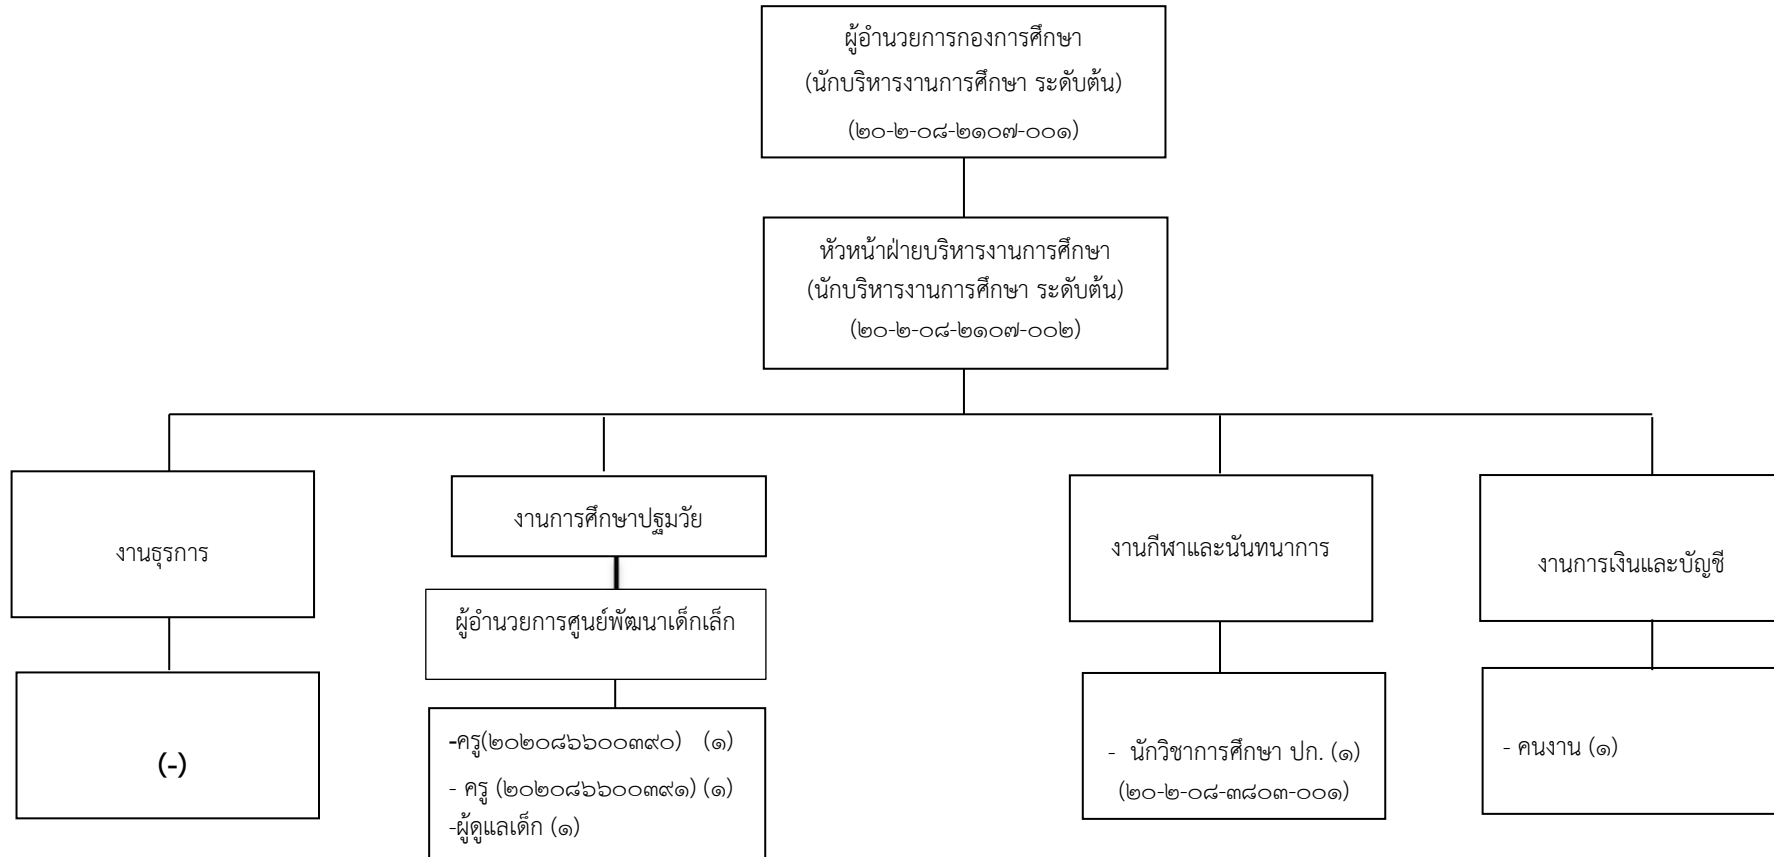 ผู้อำนวยการกองการศึกษา
(นักบริหารงานการศึกษา ระดับต้น)
(๒๐-๒-๐๘-๒๑๐๗-๐๐๑)
หัวหน้าฝ่ายบริหารงานการศึกษา
(นักบริหารงานการศึกษา ระดับต้น)
(๒๐-๒-๐๘-๒๑๐๗-๐๐๒)
งานธุรการ
(-)
งานการศึกษาปฐมวัย
ผู้อำนวยการศูนย์พัฒนาเด็กเล็ก
-ครู(๒๐๒๐๘๖๖๐๐๓๙๐) (๑)
- ครู (๒๐๒๐๘๖๖๐๐๓๙๑) (๑)
-ผู้ดูแลเด็ก (๑)
งานกีฬาและนันทนาการ
- นักวิชาการศึกษา ปก. (๑)
(๒๐-๒-๐๘-๓๘๐๓-๐๐๑)
งานการเงินและบัญชี
- คนงาน (๑)